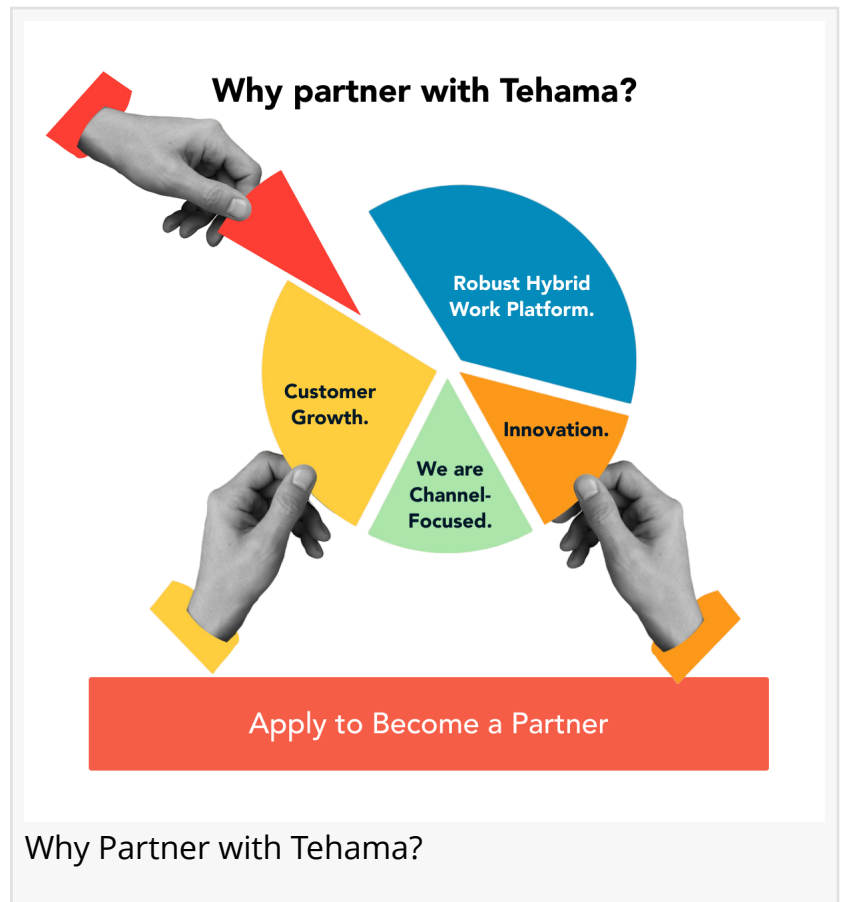 Why partner with Tehama?
Robust Hybrid
Work Platform.
Customer
Growth.
Innovation.
We are
Channel-
Focused.
Apply to Become a Partner
Why Partner with Tehama?